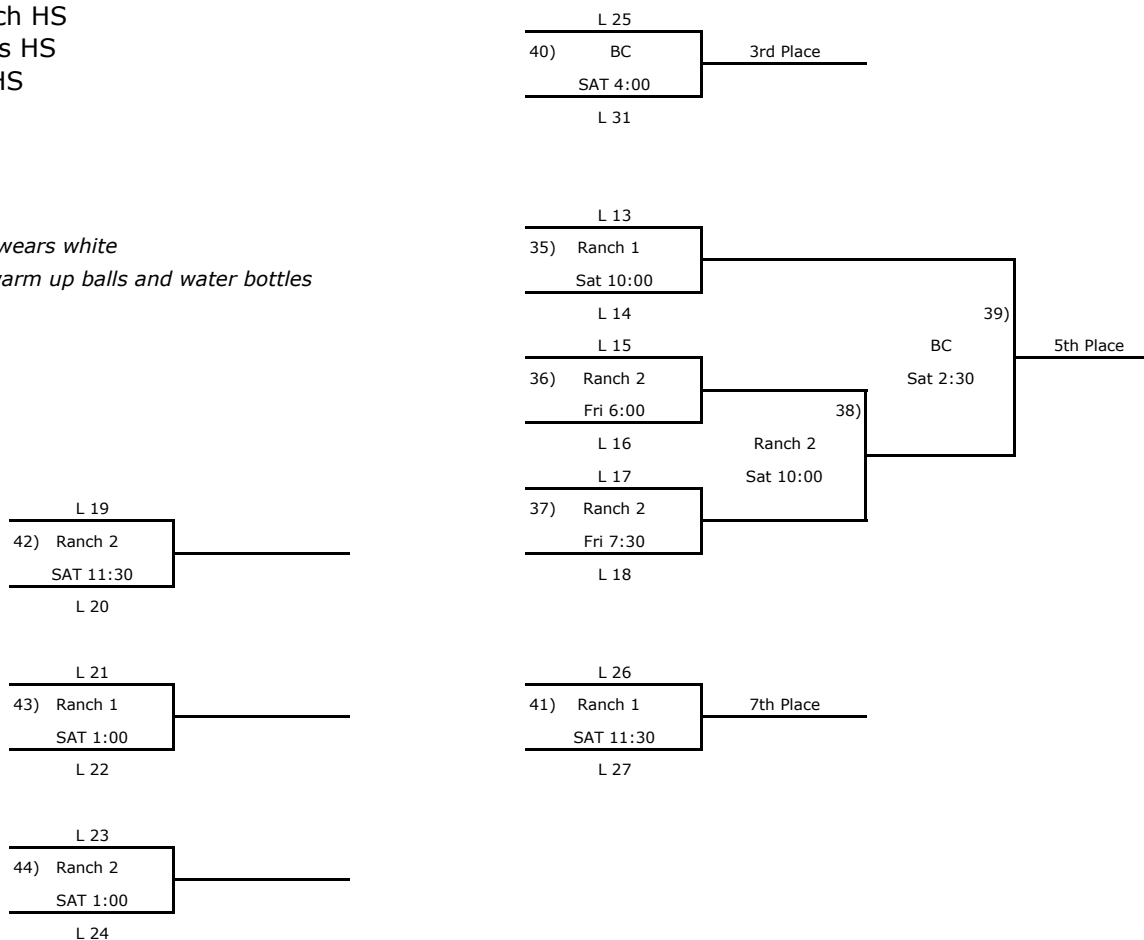 ch HS
s HS
HS
wears white
warm up balls and water bottles
L 25
40) BC
SAT 4:00
L 31
3rd Place
L 13
35) Ranch 1
Sat 10:00
L 14
L 15
36) Ranch 2
Fri 6:00
L 16
L 17
37) Ranch 2
Fri 7:30
L 18
38)
Ranch 2
Sat 10:00
39)
BC
Sat 2:30
5th Place
L 19
42) Ranch 2
SAT 11:30
L 20
L 21
43) Ranch 1
SAT 1:00
L 22
L 23
44) Ranch 2
SAT 1:00
L 24
L 26
41) Ranch 1
SAT 11:30
L 27
7th Place